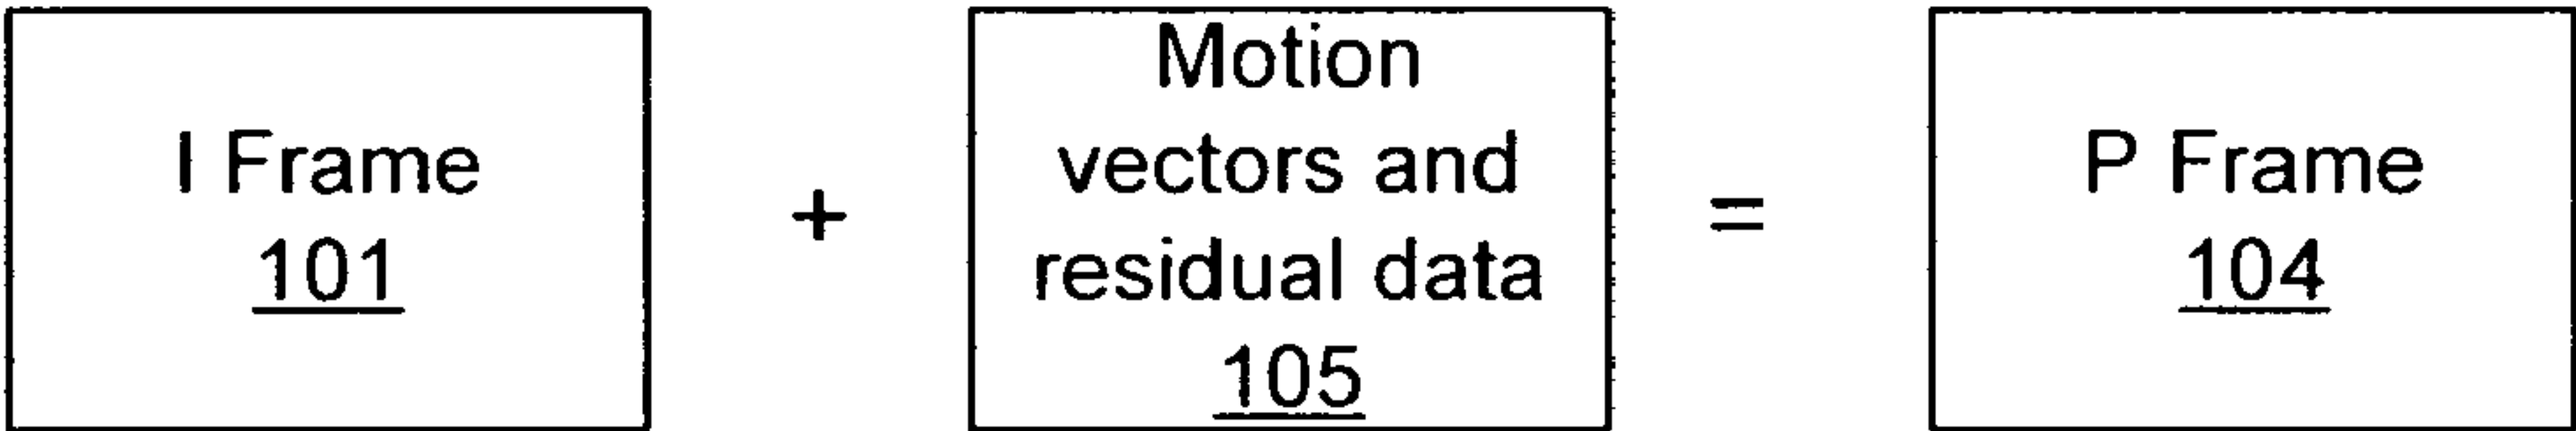 I Frame
101
+
Motion
vectors and
residual data
105
=
P Frame
104